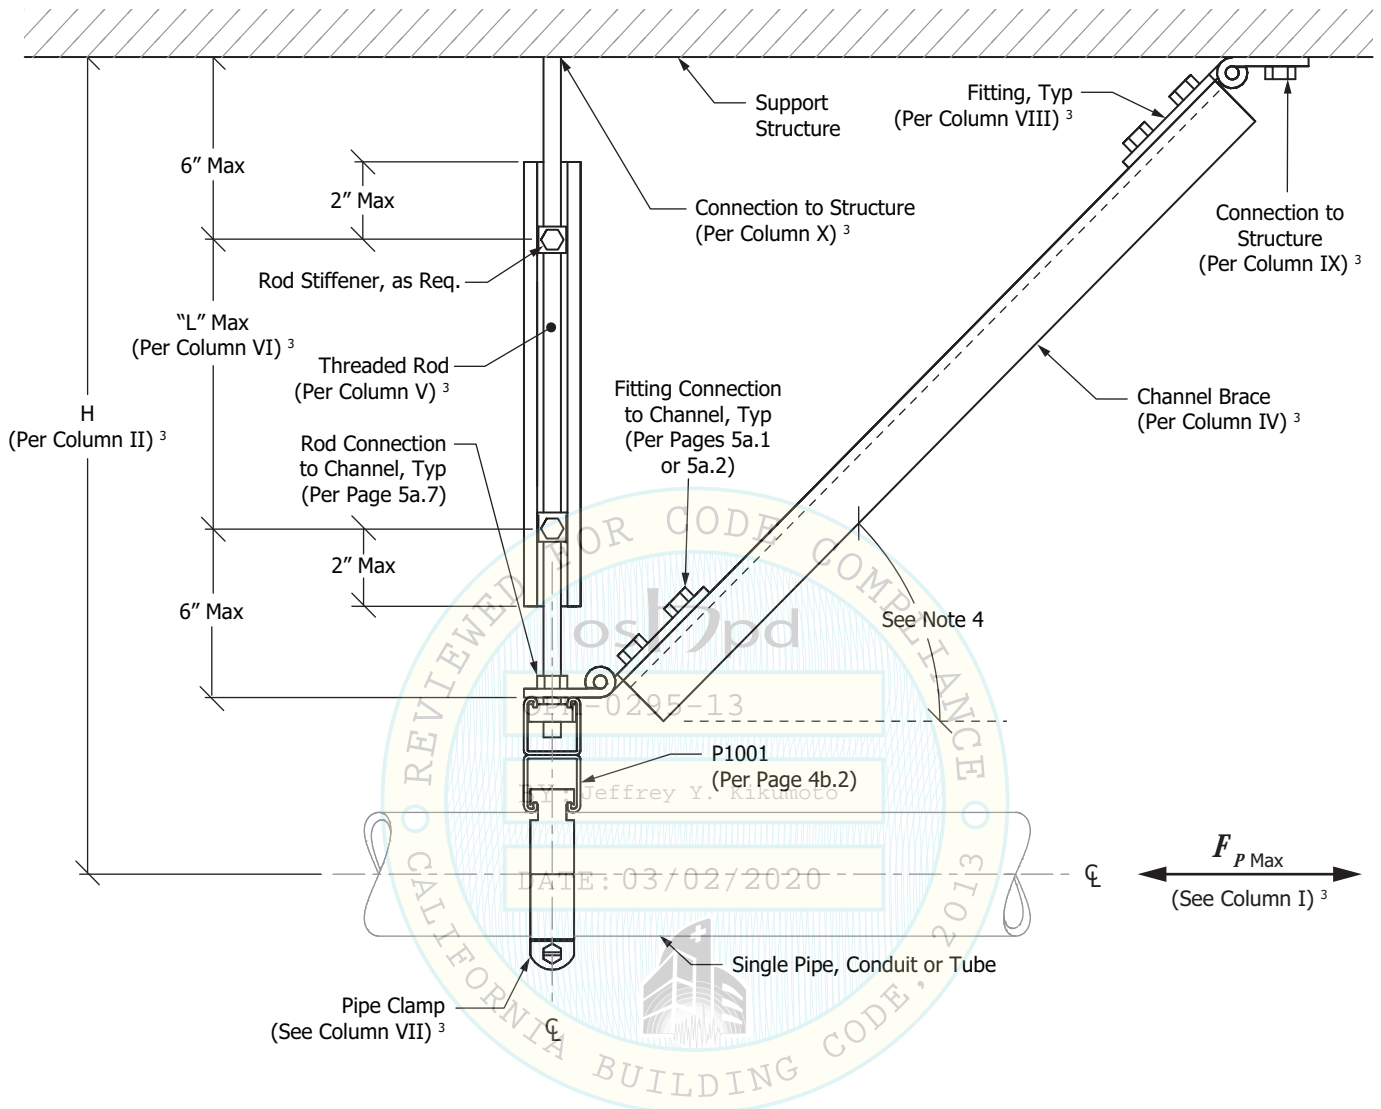 Support
Structure
Fitting, Typ
(Per Column VIII) ³
6” Max
2” Max
Connection to Structure
(Per Column X) ³
Connection to
Structure
(Per Column IX) ³
Rod Stiffener, as Req.
“L” Max
(Per Column VI) ³
Threaded Rod
(Per Column V) ³
Fitting Connection
to Channel, Typ
(Per Pages 5a.1
or 5a.2)
Channel Brace
(Per Column IV) ³
H
(Per Column II) ³
Rod Connection
to Channel, Typ
(Per Page 5a.7)
2” Max
6” Max
See Note 4
REVIEWED FOR CODE COMPLIANCE
oshpd
OPM-0295-13
P1001
(Per Page 4b.2)
BY: Jeffrey Y. Kikumoto
DATE: 03/02/2020
℄
F P Max
(See Column I) ³
Single Pipe, Conduit or Tube
Pipe Clamp
(See Column VII) ³
℄
CALIFORNIA BUILDING CODE, 2013